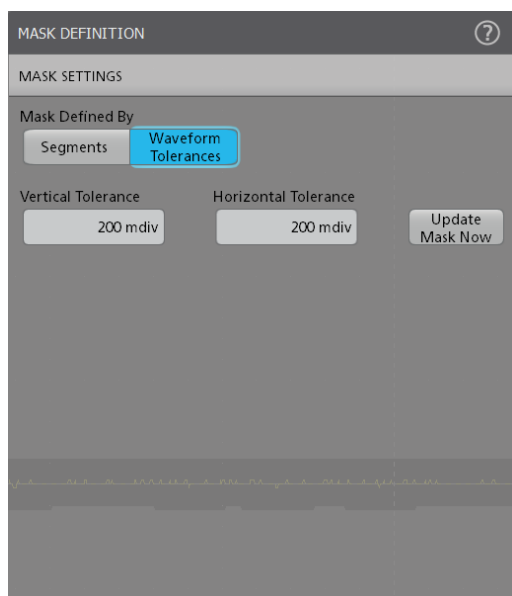 MASK DEFINITION
?
MASK SETTINGS
Mask Defined By
Segments
Waveform
Tolerances
Vertical Tolerance
Horizontal Tolerance
200 mdiv
200 mdiv
Update
Mask Now